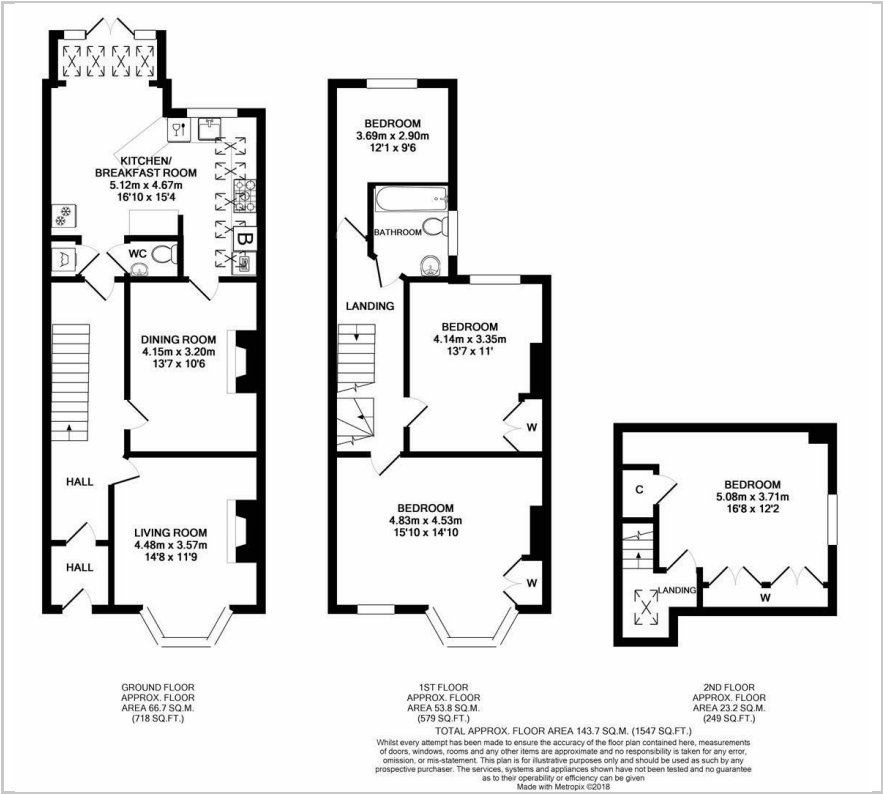 KITCHEN/
BREAKFAST ROOM
5.12m x 4.67m
16'10 x 15'4
WC
B
DINING ROOM
4.15m x 3.20m
13'7 x 10'6
HALL
LIVING ROOM
4.48m x 3.57m
14'8 x 11'9
HALL
GROUND FLOOR
APPROX. FLOOR
AREA 66.7 SQ.M.
(718 SQ.FT.)
BEDROOM
3.69m x 2.90m
12'1 x 9'6
BATHROOM
LANDING
BEDROOM
4.14m x 3.35m
13'7 x 11'
W
BEDROOM
4.83m x 4.53m
15'10 x 14'10
W
1ST FLOOR
APPROX. FLOOR
AREA 53.8 SQ.M.
(579 SQ.FT.)
BEDROOM
5.08m x 3.71m
16'8 x 12'2
C
LANDING
W
2ND FLOOR
APPROX. FLOOR
AREA 23.2 SQ.M.
(249 SQ.FT.)
TOTAL APPROX. FLOOR AREA 143.7 SQ.M. (1547 SQ.FT.)
Whilst every attempt has been made to ensure the accuracy of the floor plan contained here, measurements
of doors, windows, rooms and any other items are approximate and no responsibility is taken for any error,
omission, or mis-statement. This plan is for illustrative purposes only and should be used as such by any
prospective purchaser. The services, systems and appliances shown have not been tested and no guarantee
as to their operability or efficiency can be given
Made with Metropix ©2018